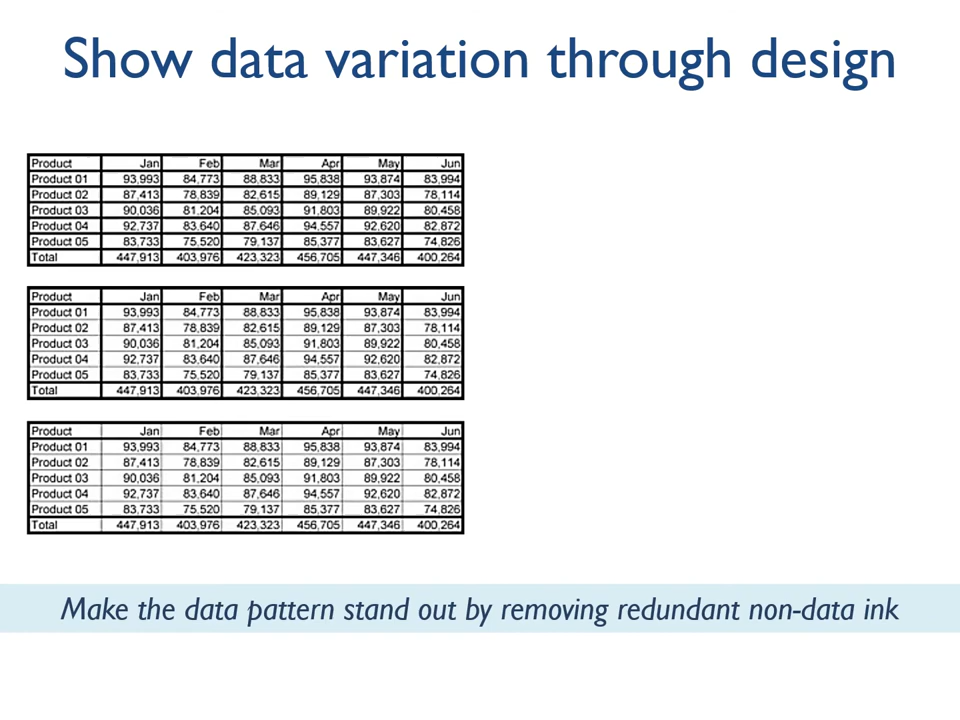 Show data variation through design
Product Jan Feb Mar Apr May Jun
Product 01 93,993 84,773 88,833 95,838 93,874 83,994
Product 02 87,413 78,839 82,615 89,129 87,303 78,114
Product 03 90,036 81,204 85,093 91,803 89,922 80,458
Product 04 92,737 83,640 87,646 94,557 92,620 82,872
Product 05 83,733 75,520 79,137 85,377 83,627 74,826
Total 447,913 403,976 423,323 456,705 447,346 400,264
Product Jan Feb Mar Apr May Jun
Product 01 93,993 84,773 88,833 95,838 93,874 83,994
Product 02 87,413 78,839 82,615 89,129 87,303 78,114
Product 03 90,036 81,204 85,093 91,803 89,922 80,458
Product 04 92,737 83,640 87,646 94,557 92,620 82,872
Product 05 83,733 75,520 79,137 85,377 83,627 74,826
Total 447,913 403,976 423,323 456,705 447,346 400,264
Product Jan Feb Mar Apr May Jun
Product 01 93,993 84,773 88,833 95,838 93,874 83,994
Product 02 87,413 78,839 82,615 89,129 87,303 78,114
Product 03 90,036 81,204 85,093 91,803 89,922 80,458
Product 04 92,737 83,640 87,646 94,557 92,620 82,872
Product 05 83,733 75,520 79,137 85,377 83,627 74,826
Total 447,913 403,976 423,323 456,705 447,346 400,264
Make the data pattern stand out by removing redundant non-data ink